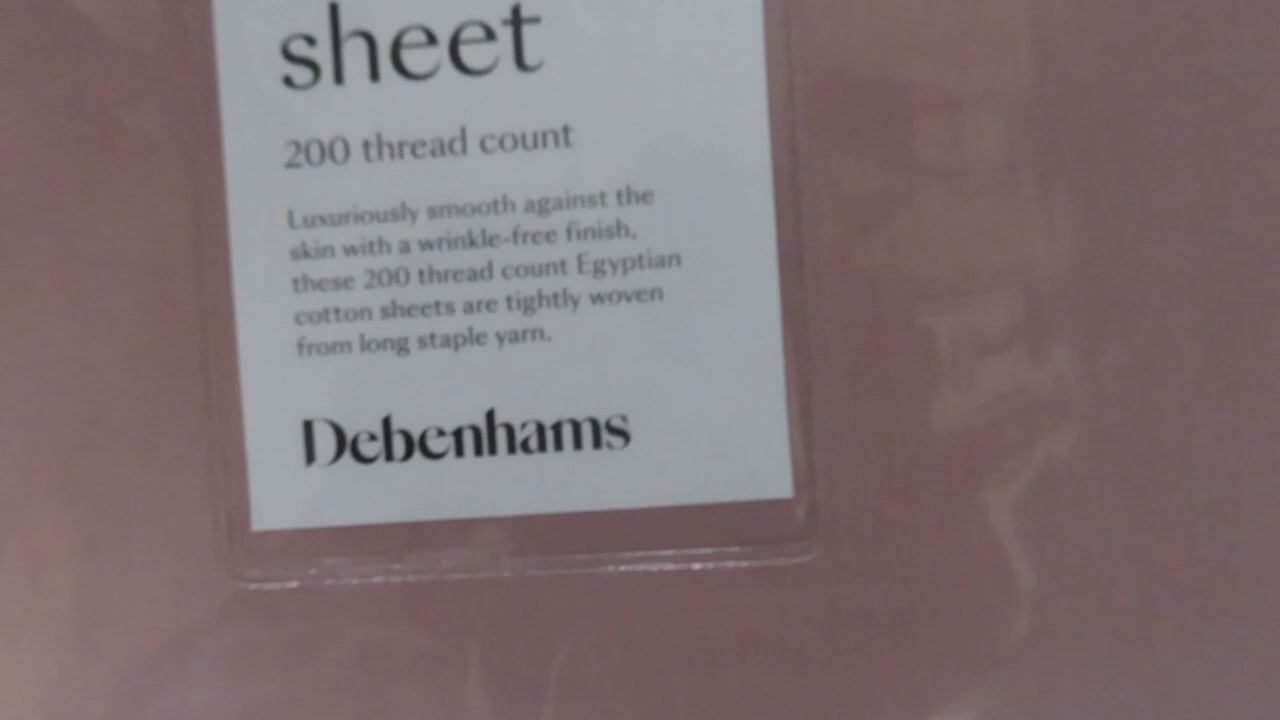 sheet
200 thread count
Luxuriously smooth against the
skin with a wrinkle-free finish,
these 200 thread count Egyptian
cotton sheets are tightly woven
from long staple yarn.
Debenhams